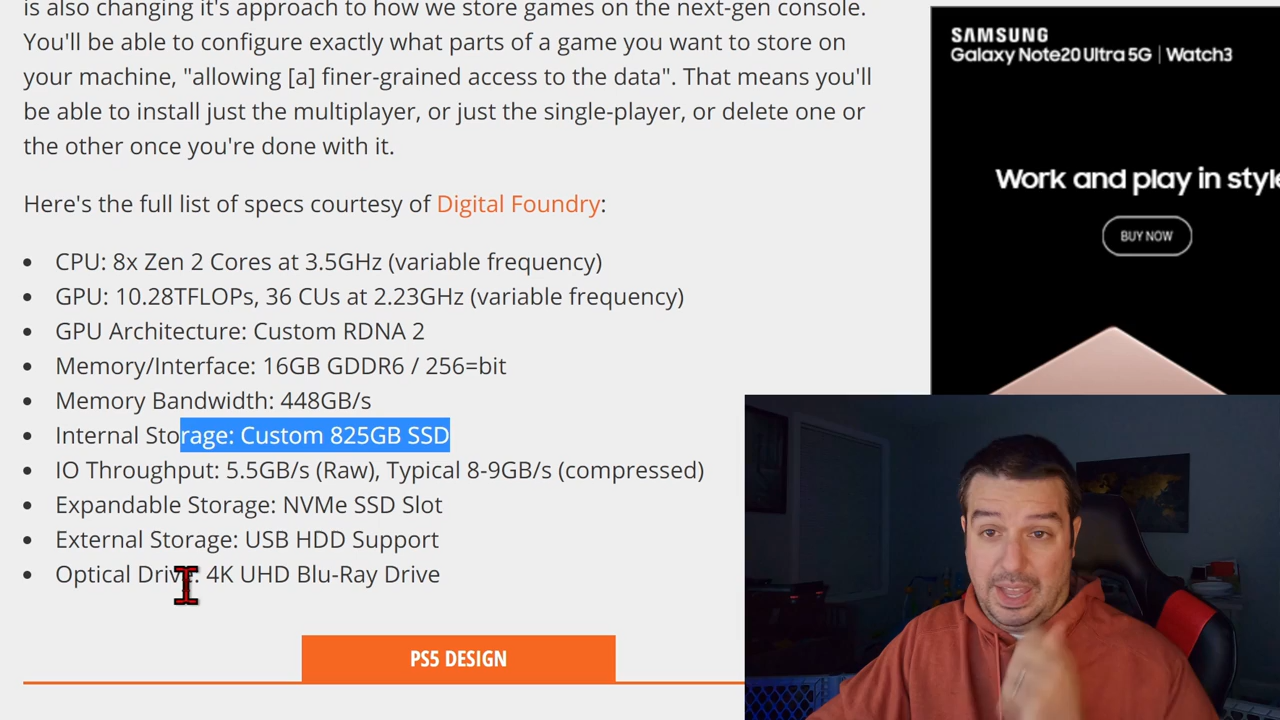 is also changing it's approach to how we store games on the next-gen console.
You'll be able to configure exactly what parts of a game you want to store on
your machine, "allowing [a] finer-grained access to the data". That means you'll
be able to install just the multiplayer, or just the single-player, or delete one or
the other once you're done with it.
Here's the full list of specs courtesy of Digital Foundry:
CPU: 8x Zen 2 Cores at 3.5GHz (variable frequency)
GPU: 10.28TFLOPs, 36 CUs at 2.23GHz (variable frequency)
GPU Architecture: Custom RDNA 2
Memory/Interface: 16GB GDDR6 / 256=bit
Memory Bandwidth: 448GB/s
Internal Storage: Custom 825GB SSD
IO Throughput: 5.5GB/s (Raw), Typical 8-9GB/s (compressed)
Expandable Storage: NVMe SSD Slot
External Storage: USB HDD Support
Optical Drive: 4K UHD Blu-Ray Drive
PS5 DESIGN
SAMSUNG
Galaxy Note20 Ultra 5G | Watch3
Work and play in style
BUY NOW